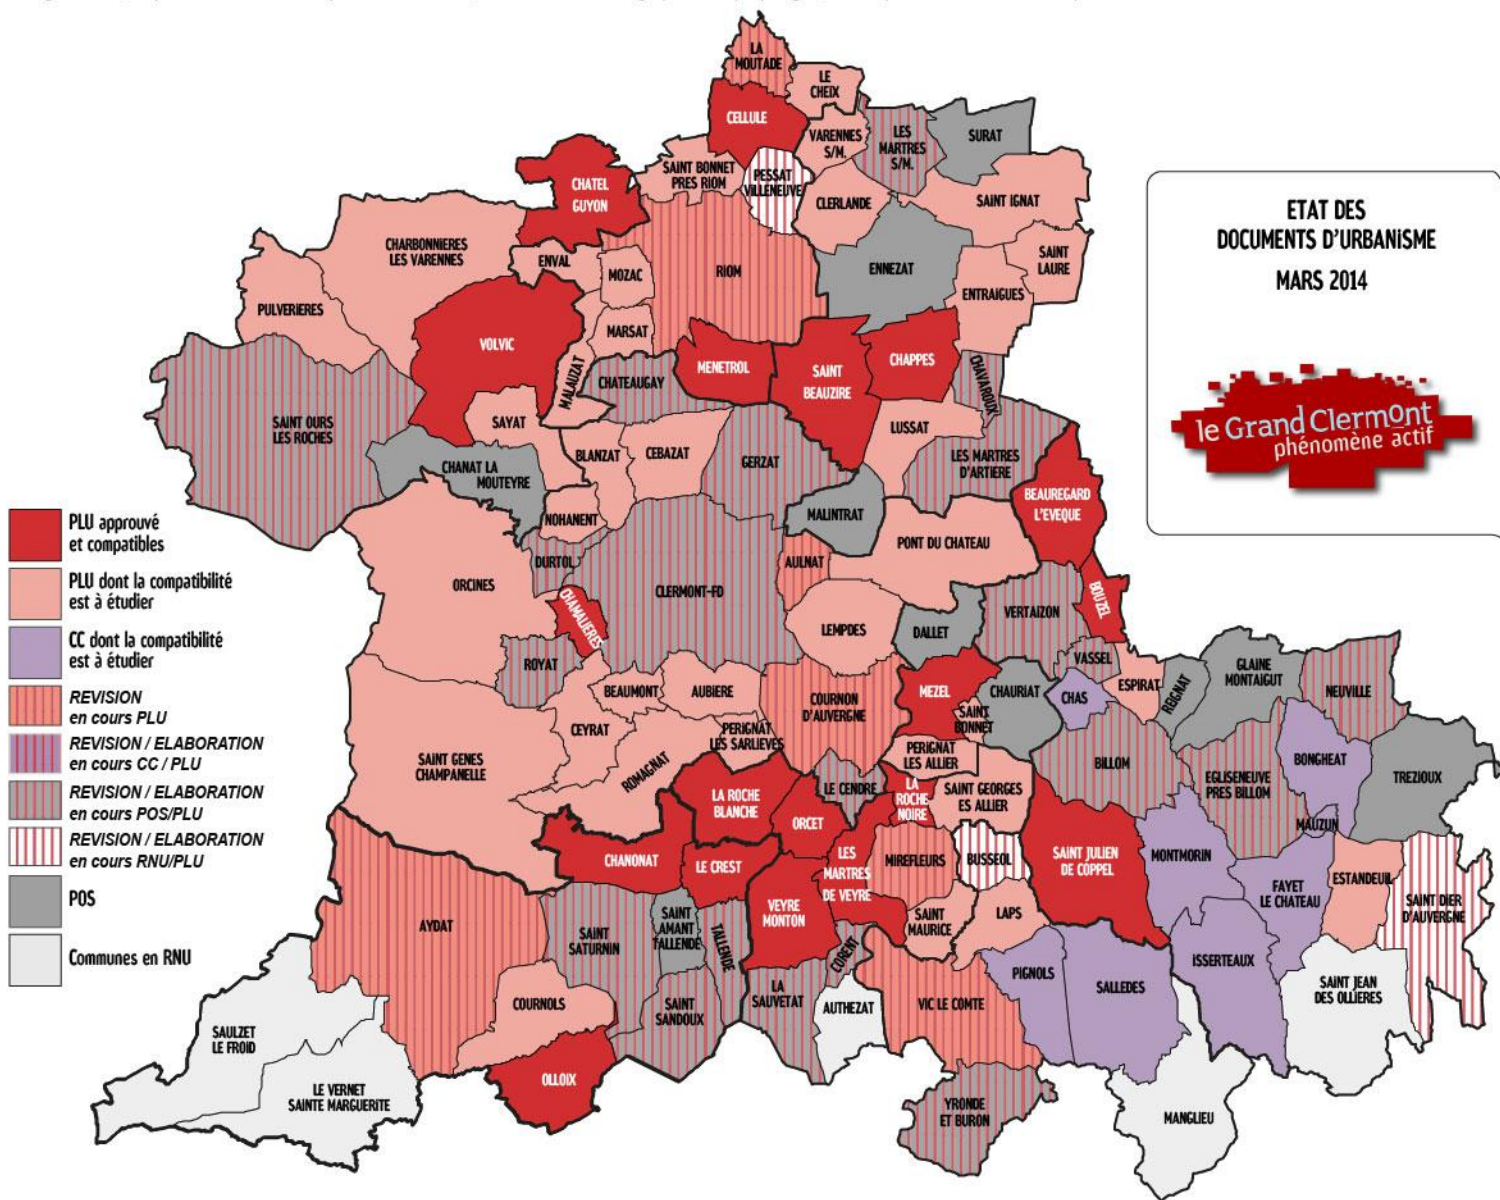 LA
MOUTADE
LE
CHEIX
CELLULE
VARENNES
S/M.
LES
MARTRES
S/M.
SURAT
SAINT BONNET
PRES RIOM
PESSAT
VILLENEUVE
CHATEL
GUYON
CLERLANDE
SAINT IGNAT
ETAT DES
DOCUMENTS D'URBANISME
MARS 2014
CHARBONNIERES
LES VARENNES
ENVAL
MOZAC
RIOM
ENNEZAT
SAINT
LAURE
ENTRAIGUES
PULVERIERES
MARSAT
VOLVIC
MALAUZAT
CHATEAUGAY
MENETROL
SAINT
BEAUZIRE
CHAPPES
CHAVAROUX
le Grand Clermont
phénomène actif
SAINT OURS
LES ROCHES
SAYAT
LUSSAT
CHANAT LA
MOUTEYRE
BLANZAT
CEBAZAT
GERZAT
LES MARTRES
D'ARTIERE
BEAUREGARD
L'EVEQUE
NOHANENT
MALINTRAT
PONT DU CHATEAU
DURTOL
AULNAT
ORCINES
CLERMONT-FD
CHAMALIERES
BOUZEL
VERTAIZON
LEMPDES
DALLET
ROYAT
VASSEL
GLAINE
MONTAIGUT
BEAUMONT
AUBIERE
COURNON
D'AUVERGNE
MEZEL
CHAURIAT
CHAS
ESPIRAT
REIGNAT
NEUVILLE
SAINT
BONNET
CEYRAT
PERIGNAT
LES SARLIEVES
PERIGNAT
LES ALLIER
SAINT GENES
CHAMPANELLE
ROMAGNAT
BILLOM
BONGHEAT
TREZIOUX
EGLISENEUVE
PRES BILLOM
LE CENDRE
LA
ROCHE
NOIRE
SAINT GEORGES
ES ALLIER
LA ROCHE
BLANCHE
ORCET
MAUZUN
CHANONAT
LE CREST
LES
MARTRES
DE VEYRE
MIREFLEURS
BUSSEOL
SAINT JULIEN
DE COPPEL
MONTMORIN
FAYET
LE CHATEAU
ESTANDEUIL
SAINT DIER
D'AUVERGNE
VEYRE
MONTON
SAINT
MAURICE
LAPS
AYDAT
SAINT
SATURNIN
SAINT
AMANT
TALLENDE
TALLENDE
CORENT
ISSERTEAUX
PIGNOLS
SALLEDES
SAINT JEAN
DES OLLIERES
COURNOLS
SAINT
SANDOUX
LA
SAUVETAT
AUTHEZAT
VIC LE COMTE
SAULZET
LE FROID
OLLOIX
LE VERNET
SAINTE MARGUERITE
YRONDE
ET BURON
MANGLIEU
PLU approuvé
et compatibles
PLU dont la compatibilité
est à étudier
CC dont la compatibilité
est à étudier
REVISION
en cours PLU
REVISION / ELABORATION
en cours CC / PLU
REVISION / ELABORATION
en cours POS/PLU
REVISION / ELABORATION
en cours RNU/PLU
POS
Communes en RNU